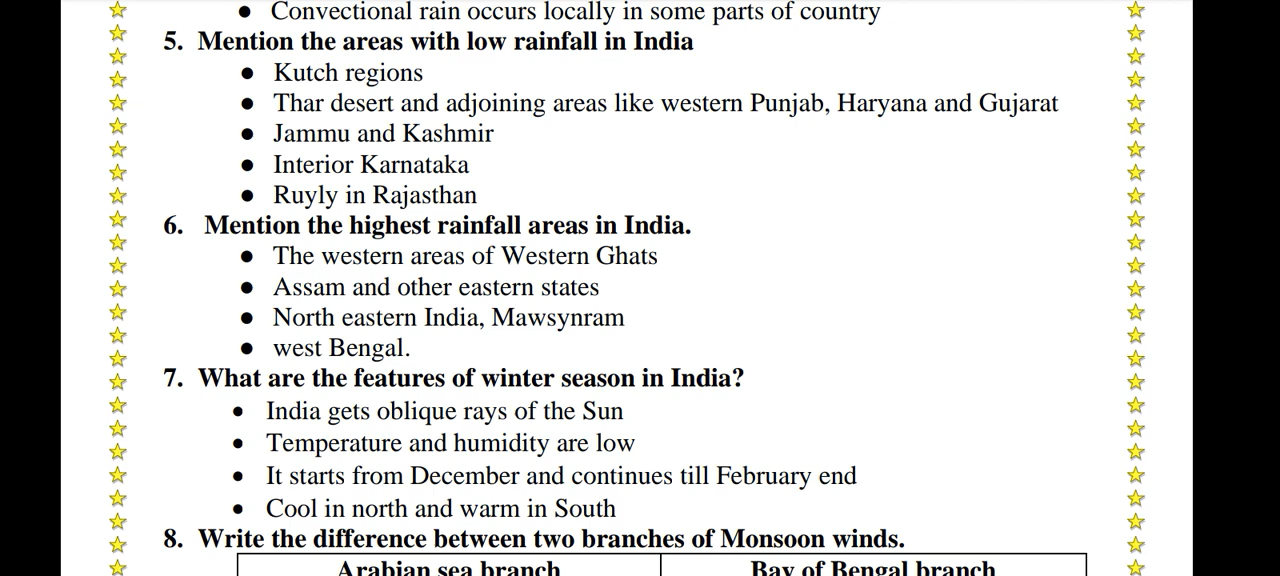 ● Convectional rain occurs locally in some parts of country
5. Mention the areas with low rainfall in India
● Kutch regions
● Thar desert and adjoining areas like western Punjab, Haryana and Gujarat
● Jammu and Kashmir
● Interior Karnataka
● Ruyly in Rajasthan
6. Mention the highest rainfall areas in India.
● The western areas of Western Ghats
● Assam and other eastern states
● North eastern India, Mawsynram
● west Bengal.
7. What are the features of winter season in India?
● India gets oblique rays of the Sun
● Temperature and humidity are low
● It starts from December and continues till February end
● Cool in north and warm in South
8. Write the difference between two branches of Monsoon winds.
Arabian sea branch Bay of Bengal branch